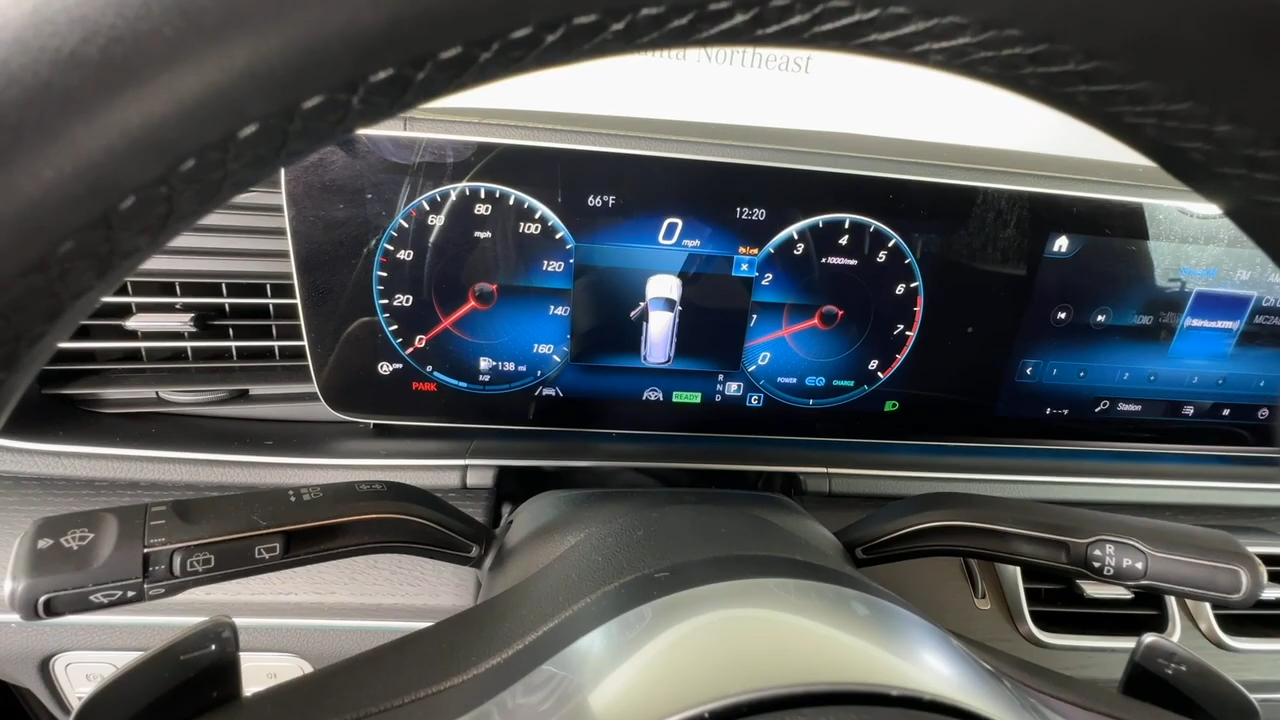 Northeast
66°F
12:20
0 mph
20
40
60
80
100
120
140
160
0
mph
OFF
138 mi
1/2
PARK
READY
R
N
D
P
C
0
1
2
3
4
5
6
7
8
x1000/min
POWER
EQ
CHARGE
FM
((SiriusXM))
Ch
1
2
3
4
Station
R
N
D
P